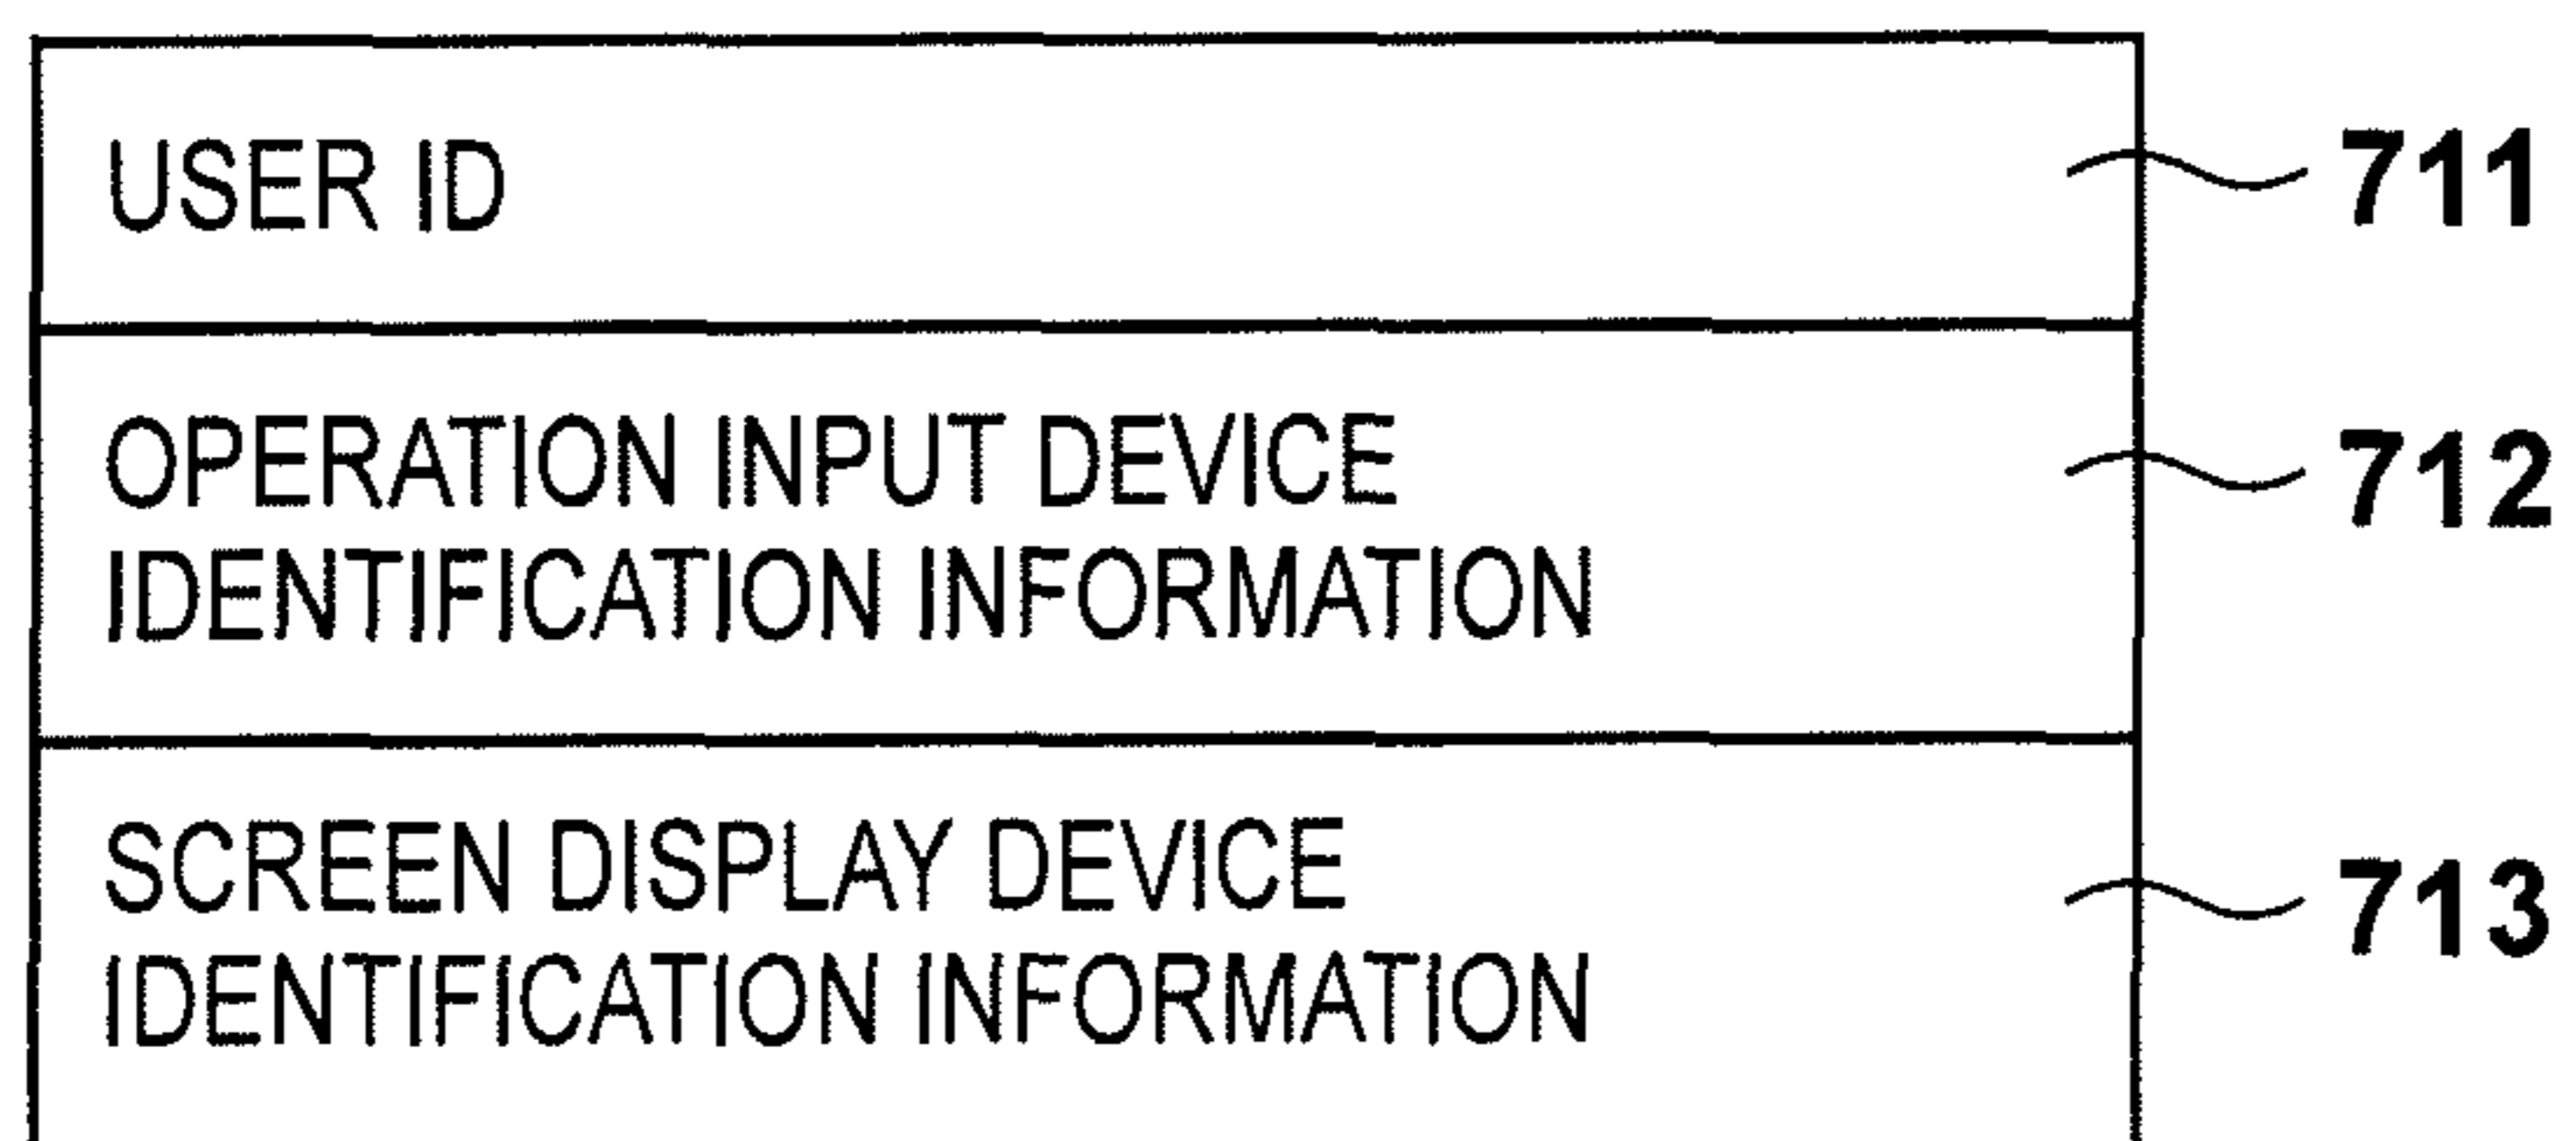 USER ID
711
OPERATION INPUT DEVICE
712
IDENTIFICATION INFORMATION
SCREEN DISPLAY DEVICE
713
IDENTIFICATION INFORMATION